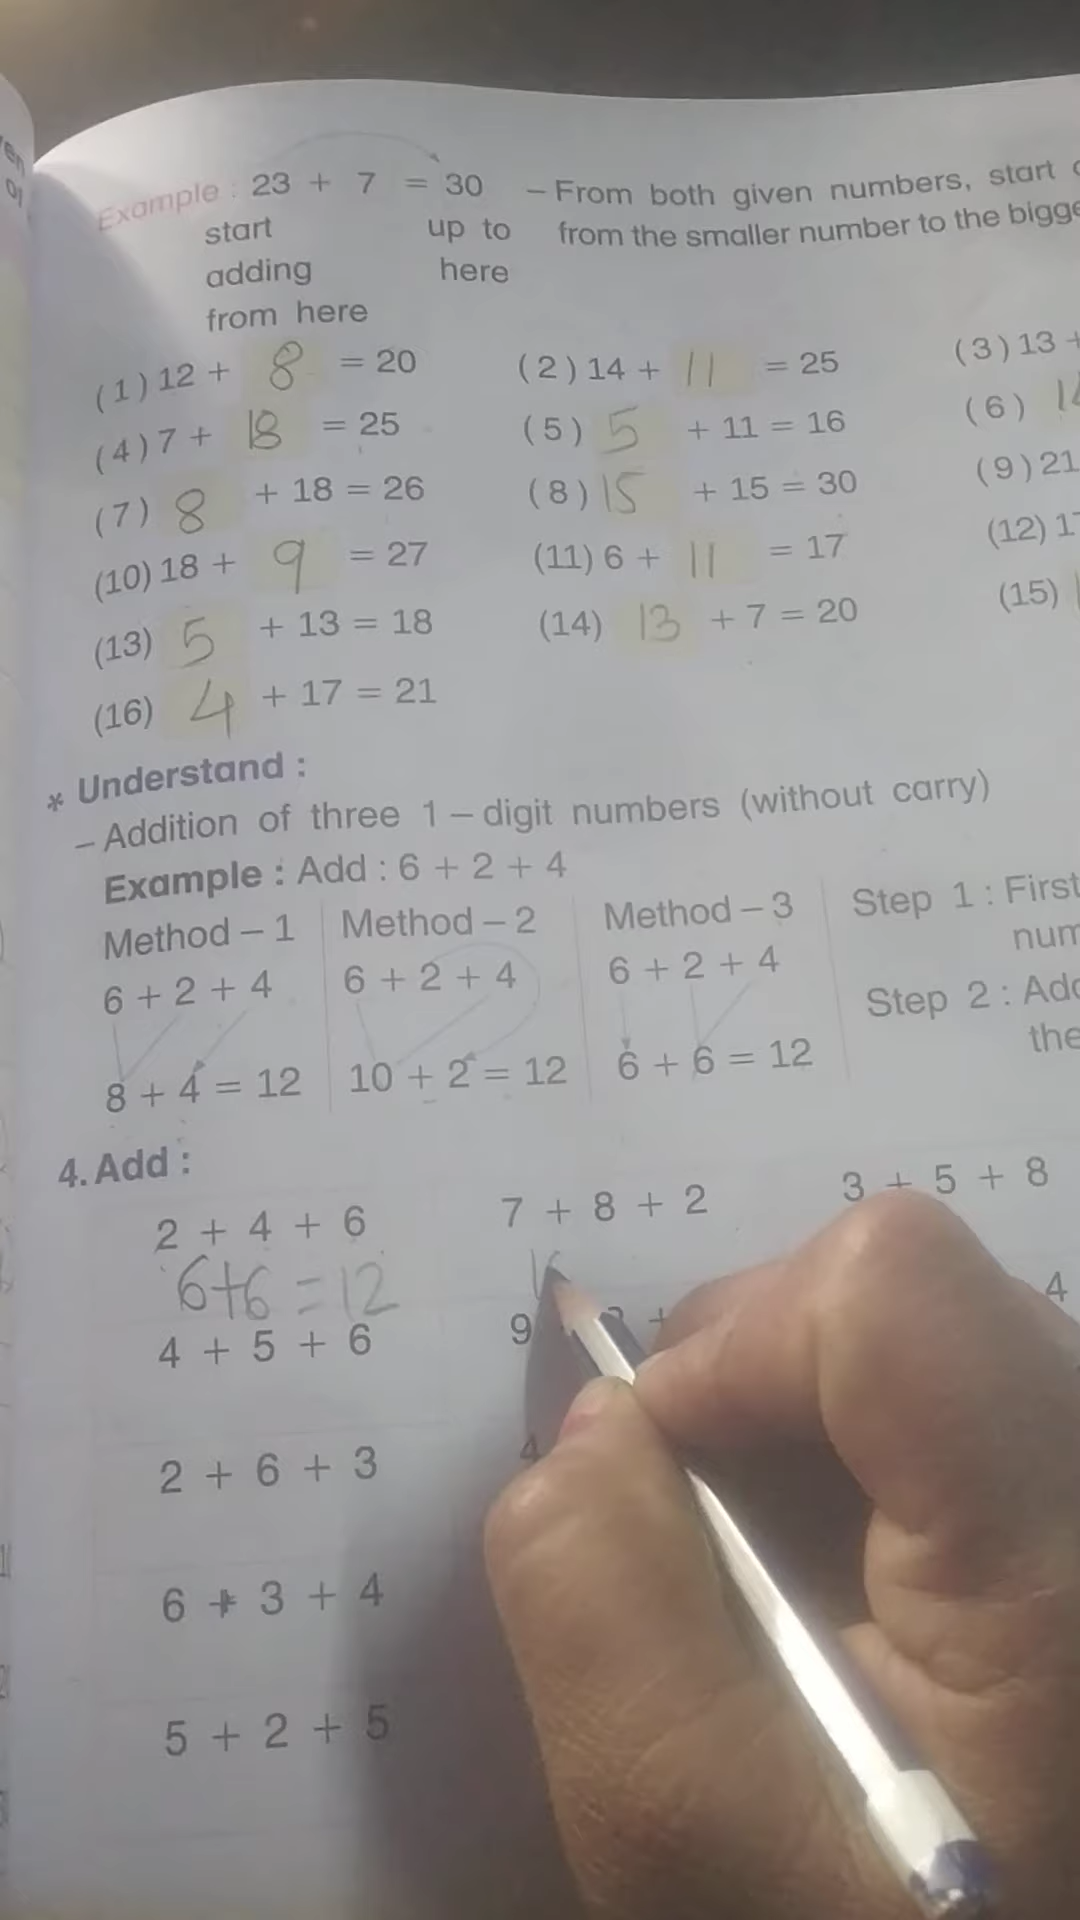 Example : 23 + 7 = 30 – From both given numbers, start
start up to from the smaller number to the
adding here
from here
(1) 12 + 8 = 20 (2) 14 + 11 = 25 (3) 13 +
(4) 7 + 18 = 25 (5) 5 + 11 = 16 (6)
(7) 8 + 18 = 26 (8) 15 + 15 = 30 (9) 21
(10) 18 + 9 = 27 (11) 6 + 11 = 17 (12)
(13) 5 + 13 = 18 (14) 13 + 7 = 20 (15)
(16) 4 + 17 = 21
* Understand :
– Addition of three 1 – digit numbers (without carry)
Example : Add : 6 + 2 + 4
Method – 1 Method – 2 Method – 3 Step 1 : First
6 + 2 + 4 6 + 2 + 4 6 + 2 + 4 Step 2 :
8 + 4 = 12 10 + 2 = 12 6 + 6 = 12 the
4. Add :
2 + 4 + 6 7 + 8 + 2 3 + 5 + 8
6+6 = 12
4 + 5 + 6 9 4
2 + 6 + 3 4
6 + 3 + 4
5 + 2 + 5